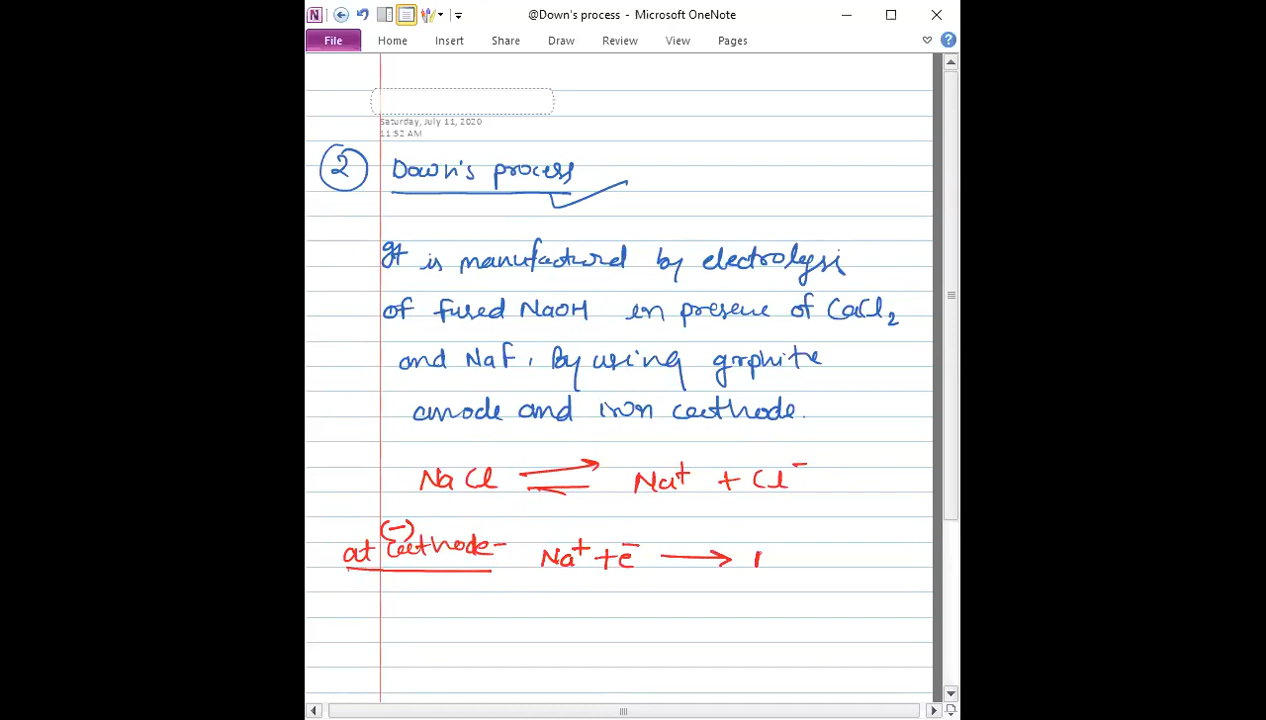 @Down's process - Microsoft OneNote
File Home Insert Share Draw Review View Pages
Saturday, July 11, 2020
11:52 AM
2 Down's process
It is manufactured by electrolysis
of fused NaOH in presence of CaCl₂
and NaF. By using grphite
anode and iron cathode.
NaCl ⇌ Na⁺ + Cl⁻
(-)
at cathode- Na⁺ + e⁻ ⟶